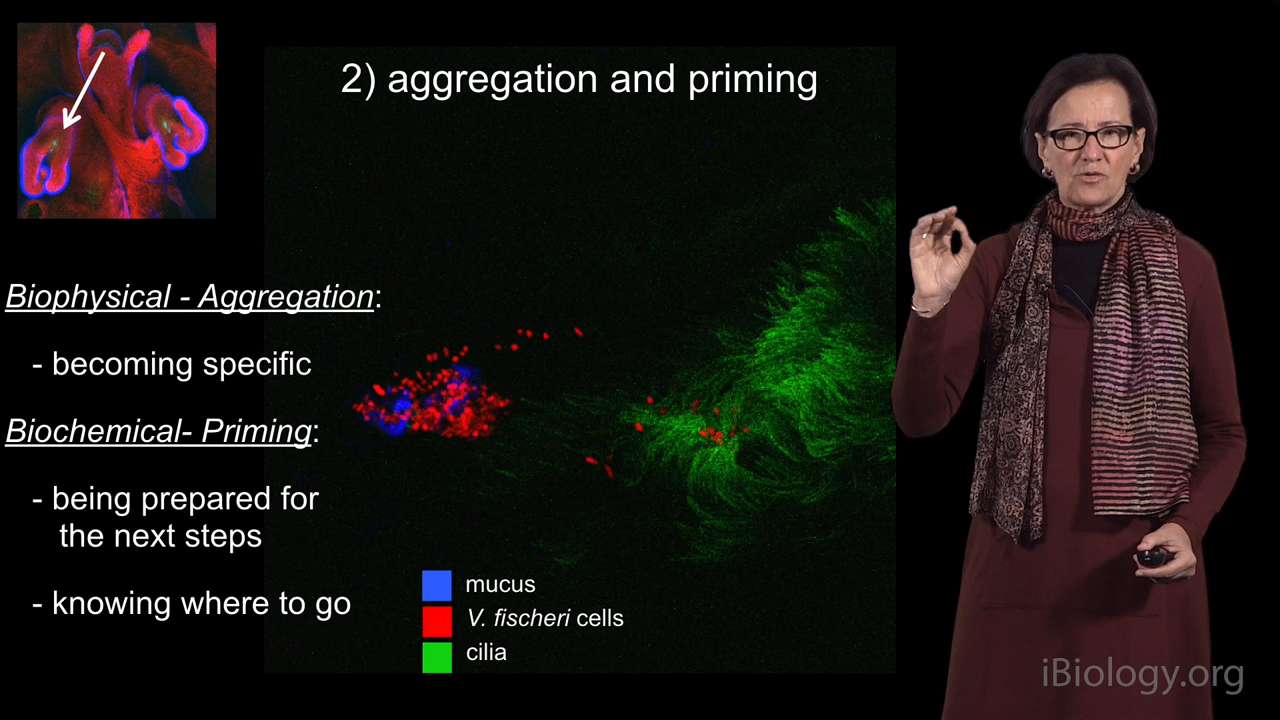 2) aggregation and priming
Biophysical - Aggregation:
- becoming specific
Biochemical- Priming:
- being prepared for
the next steps
- knowing where to go
mucus
V. fischeri cells
cilia
iBiology.org